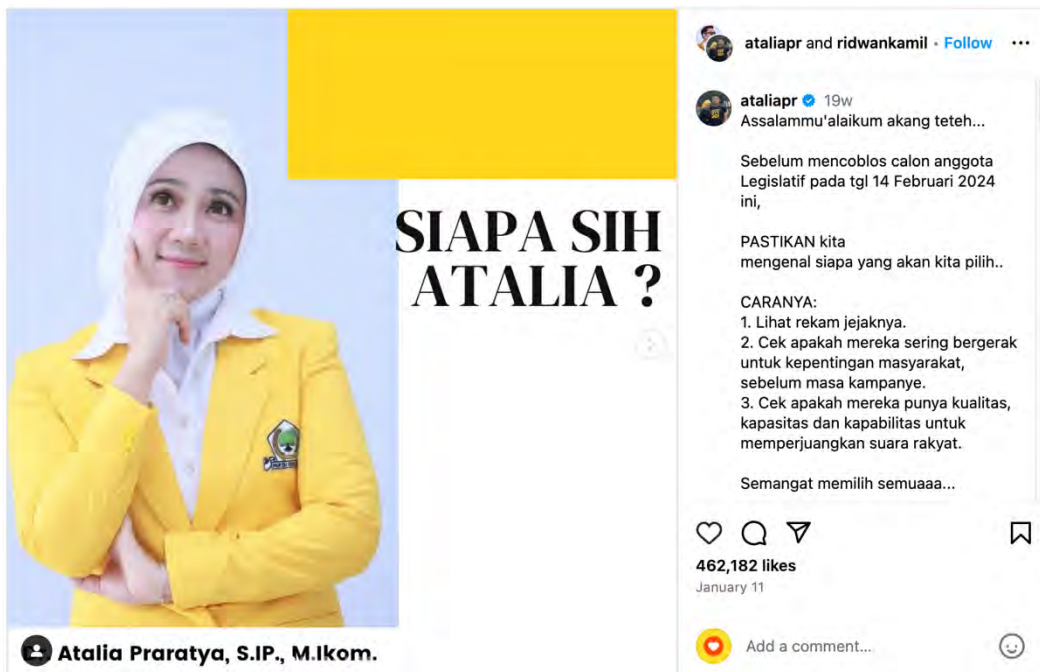 SIAPA SIH
ATALIA ?
Atalia Praratya, S.IP., M.Ikom.
ataliapr and ridwankamil • Follow
ataliapr 19w
Assalammu'alaikum akang teteh...
Sebelum mencoblos calon anggota
Legislatif pada tgl 14 Februari 2024
ini,
PASTIKAN kita
mengenal siapa yang akan kita pilih..
CARANYA:
1. Lihat rekam jejaknya.
2. Cek apakah mereka sering bergerak
untuk kepentingan masyarakat,
sebelum masa kampanye.
3. Cek apakah mereka punya kualitas,
kapasitas dan kapabilitas untuk
memperjuangkan suara rakyat.
Semangat memilih semuaaa...
462,182 likes
January 11
Add a comment...